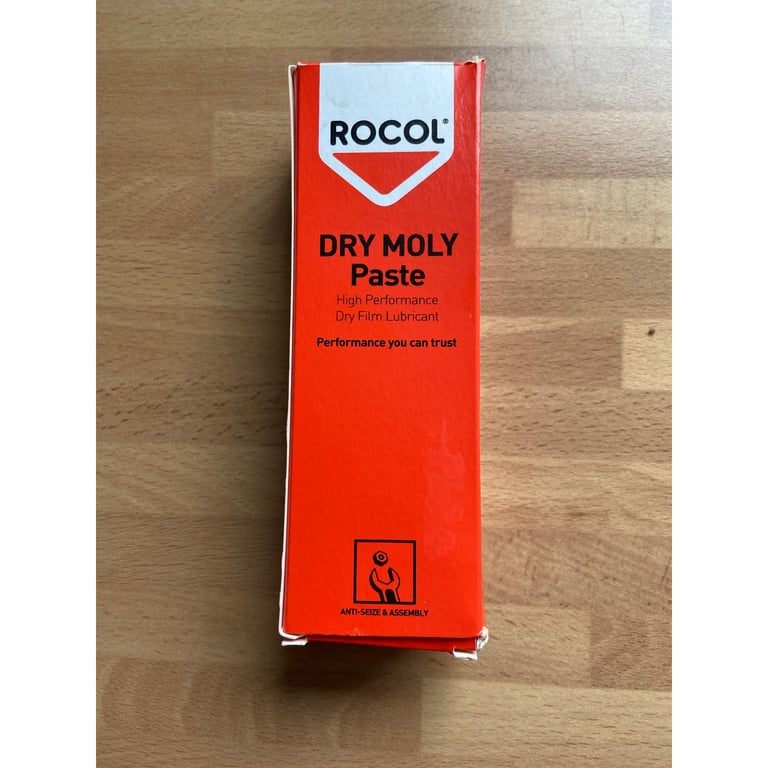 ROCOL®
DRY MOLY
Paste
High Performance
Dry Film Lubricant
Performance you can trust
ANTI-SEIZE & ASSEMBLY